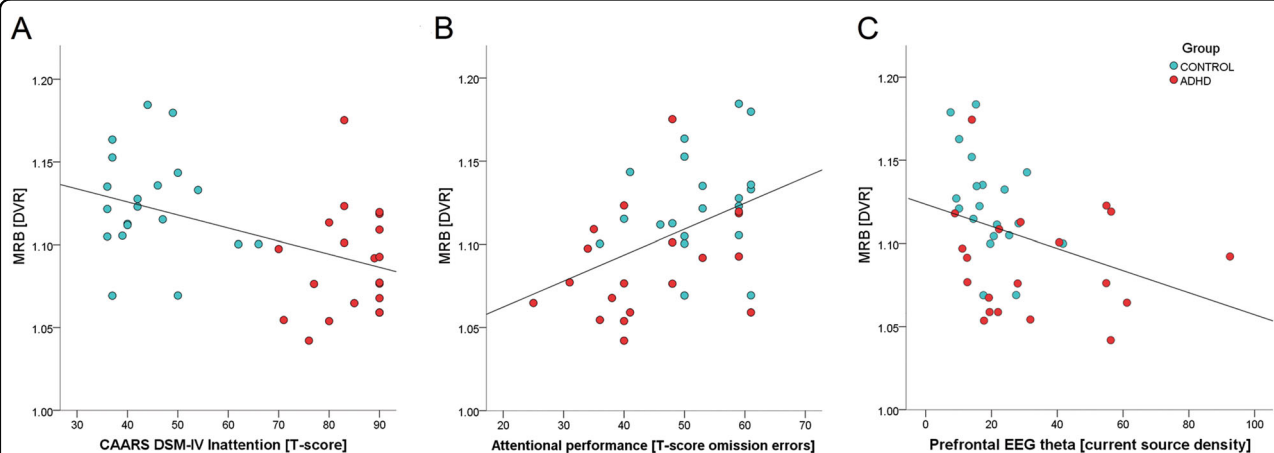 A
1.20
1.15
1.10
1.05
1.00
MRB [DVR]
30 40 50 60 70 80 90
CAARS DSM-IV Inattention [T-score]
B
1.20
1.15
1.10
1.05
1.00
MRB [DVR]
20 30 40 50 60 70
Attentional performance [T-score omission errors]
C
Group
CONTROL
ADHD
1.20
1.15
1.10
1.05
1.00
MRB [DVR]
0 20 40 60 80 100
Prefrontal EEG theta [current source density]